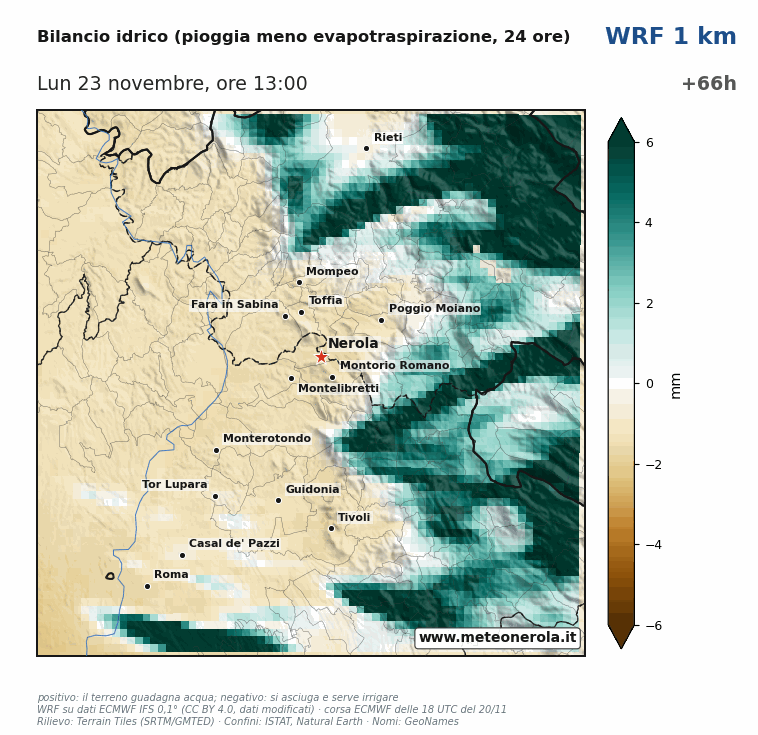 Bilancio idrico (pioggia meno evapotraspirazione, 24 ore)
WRF 1 km
Lun 23 novembre, ore 13:00
+66h
Rieti
Mompeo
Fara in Sabina
Toffia
Poggio Moiano
Nerola
Montorio Romano
Montelibretti
Monterotondo
Tor Lupara
Guidonia
Tivoli
Casal de' Pazzi
Roma
www.meteonerola.it
6
4
2
0
−2
−4
−6
mm
positivo: il terreno guadagna acqua; negativo: si asciuga e serve irrigare
WRF su dati ECMWF IFS 0,1° (CC BY 4.0, dati modificati) · corsa ECMWF delle 18 UTC del 20/11
Rilievo: Terrain Tiles (SRTM/GMTED) · Confini: ISTAT, Natural Earth · Nomi: GeoNames